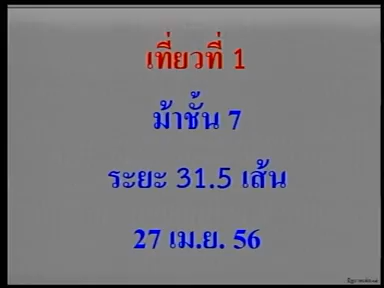 เที่ยวที่ 1
ม้าชั้น 7
ระยะ 31.5 เส้น
27 เม.ย. 56